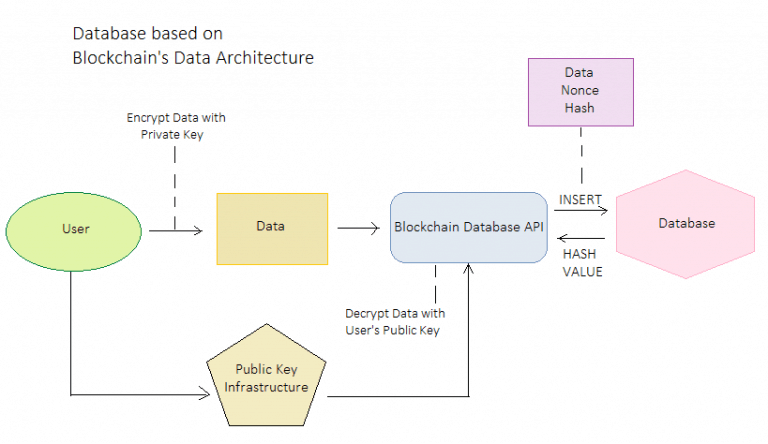 Database based on
Blockchain's Data Architecture
Data
Nonce
Hash
Encrypt Data with
Private Key
User
Data
Blockchain Database API
INSERT
Database
HASH
VALUE
Decrypt Data with
User's Public Key
Public Key
Infrastructure